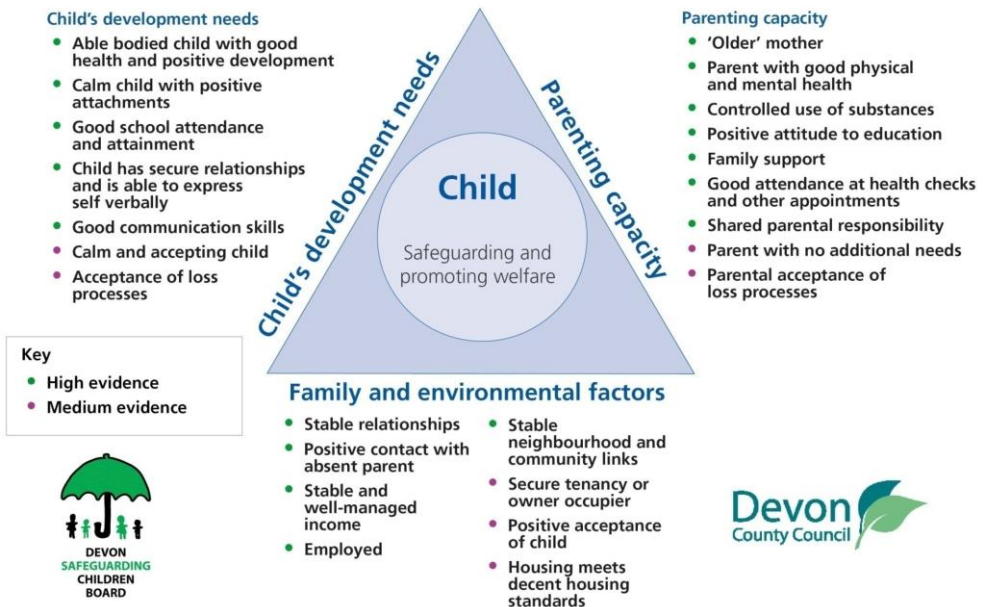 Child's development needs
Able bodied child with good
health and positive development
Calm child with positive
attachments
Good school attendance
and attainment
Child has secure relationships
and is able to express
self verbally
Good communication skills
Calm and accepting child
Acceptance of loss
processes
Child's development needs
Parenting capacity
Child
Safeguarding and
promoting welfare
Parenting capacity
‘Older’ mother
Parent with good physical
and mental health
Controlled use of substances
Positive attitude to education
Family support
Good attendance at health checks
and other appointments
Shared parental responsibility
Parent with no additional needs
Parental acceptance of
loss processes
Key
High evidence
Medium evidence
Family and environmental factors
Stable relationships
Positive contact with
absent parent
Stable and
well-managed
income
Employed
Stable
neighbourhood and
community links
Secure tenancy or
owner occupier
Positive acceptance
of child
Housing meets
decent housing
standards
DEVON
SAFEGUARDING
CHILDREN
BOARD
Devon
County Council